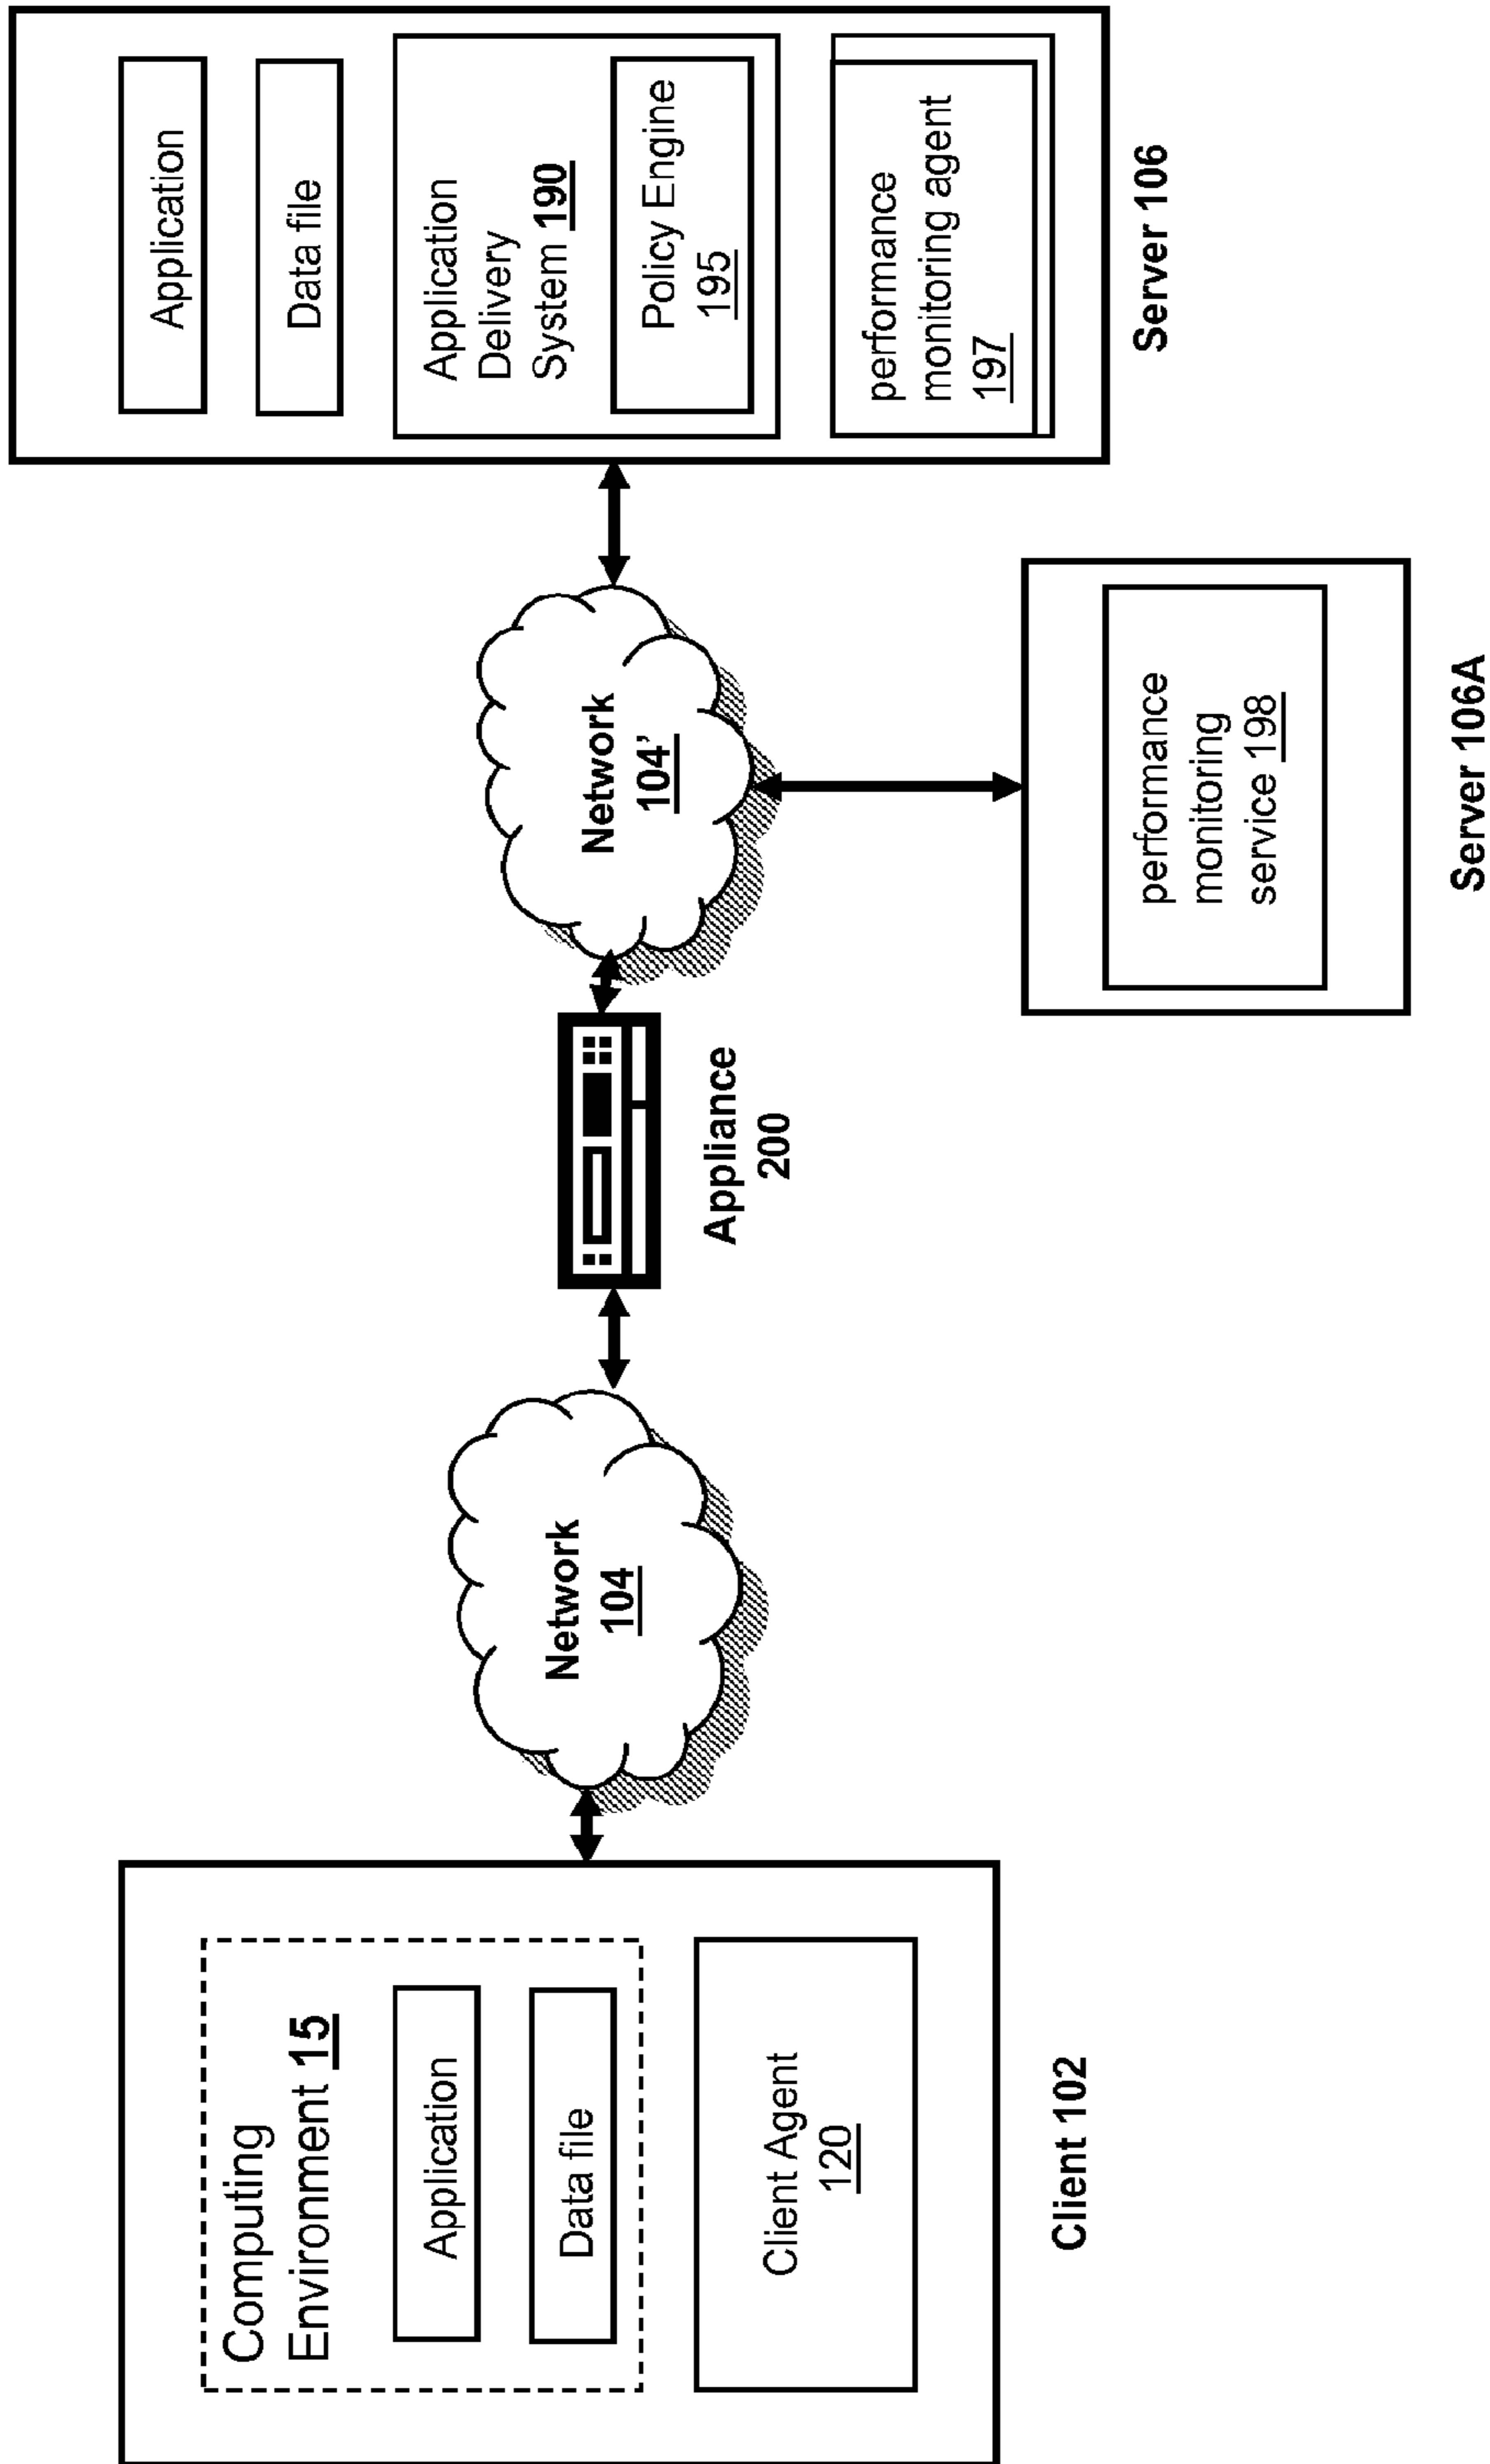 Computing
Environment 15
Application
Data file
Client Agent
120
Client 102
Network
104
Appliance
200
Network
104'
performance
monitoring
service 198
Server 106A
Application
Data file
Application
Delivery
System 190
Policy Engine
195
performance
monitoring agent
197
Server 106